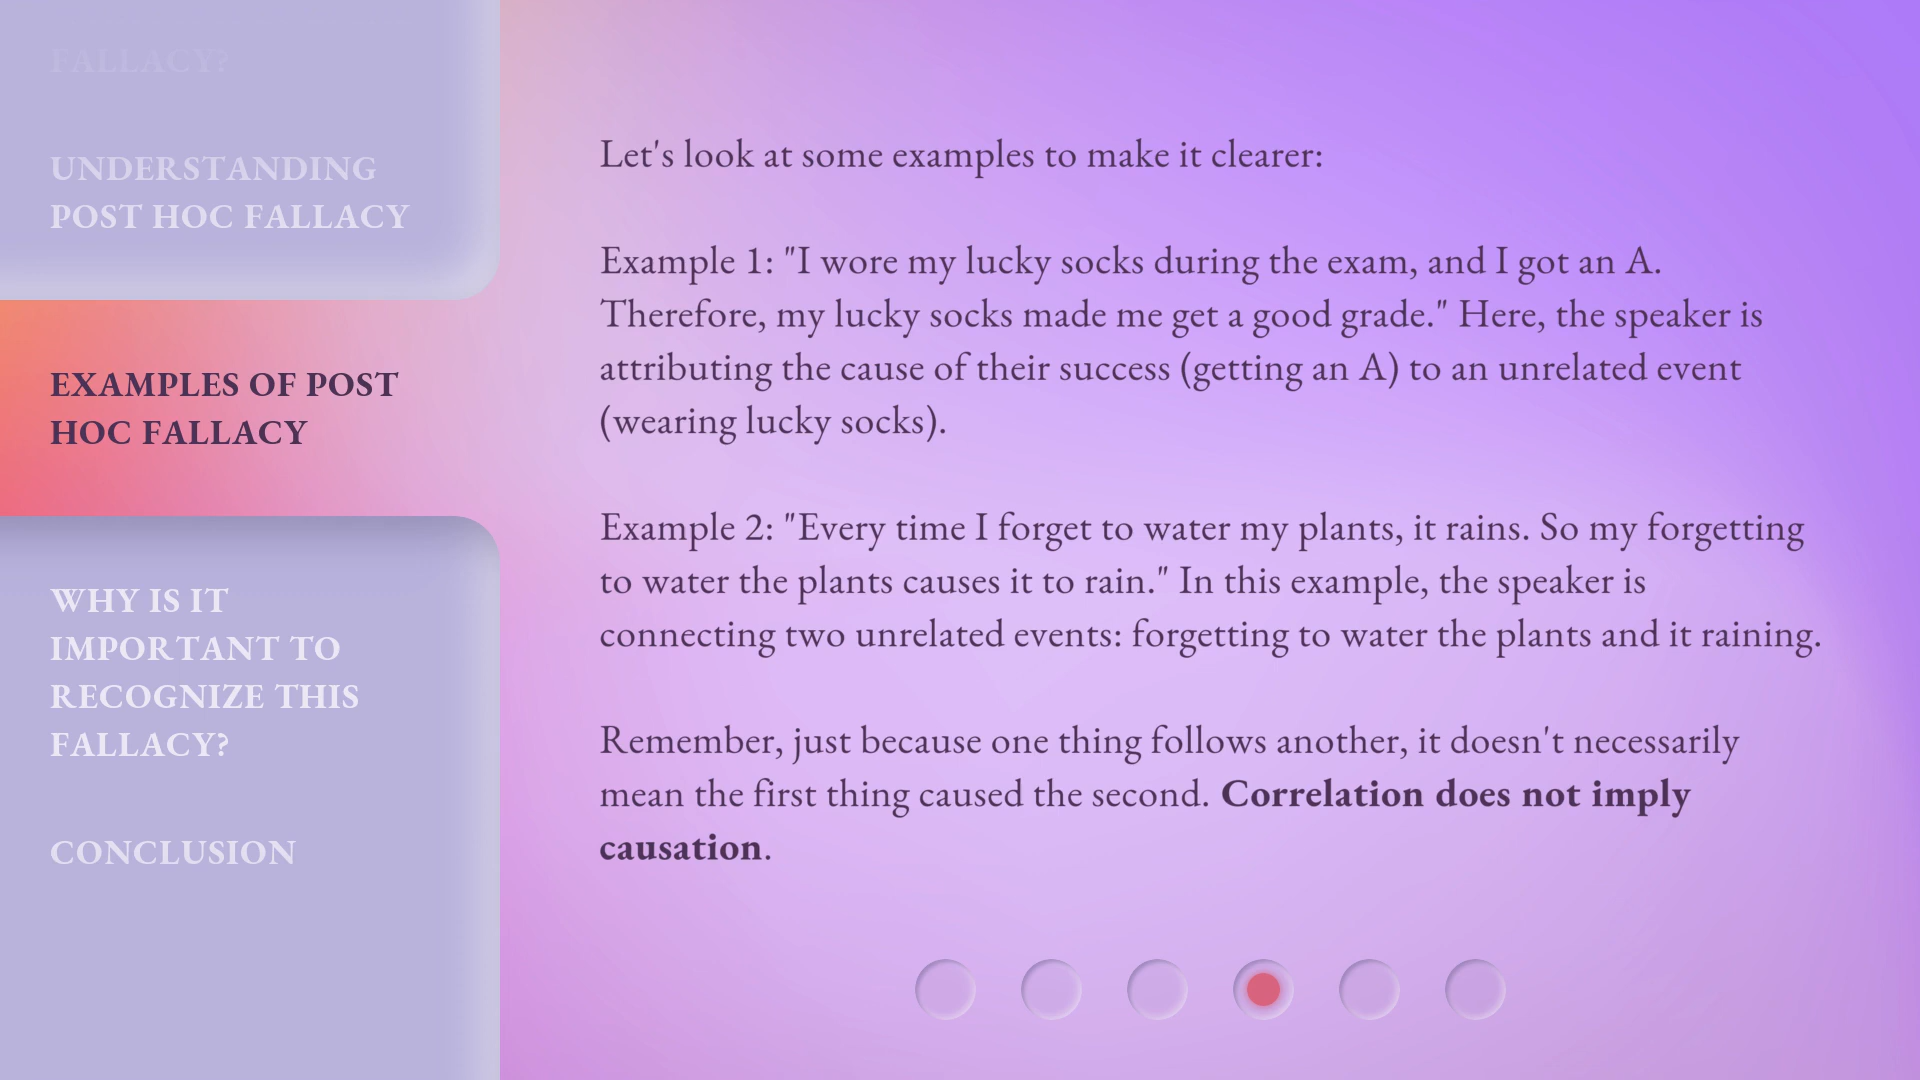 FALLACY?
UNDERSTANDING
POST HOC FALLACY
EXAMPLES OF POST
HOC FALLACY
WHY IS IT
IMPORTANT TO
RECOGNIZE THIS
FALLACY?
CONCLUSION
Let's look at some examples to make it clearer:
Example 1: "I wore my lucky socks during the exam, and I got an A.
Therefore, my lucky socks made me get a good grade." Here, the speaker is
attributing the cause of their success (getting an A) to an unrelated event
(wearing lucky socks).
Example 2: "Every time I forget to water my plants, it rains. So my forgetting
to water the plants causes it to rain." In this example, the speaker is
connecting two unrelated events: forgetting to water the plants and it raining.
Remember, just because one thing follows another, it doesn't necessarily
mean the first thing caused the second. Correlation does not imply
causation.